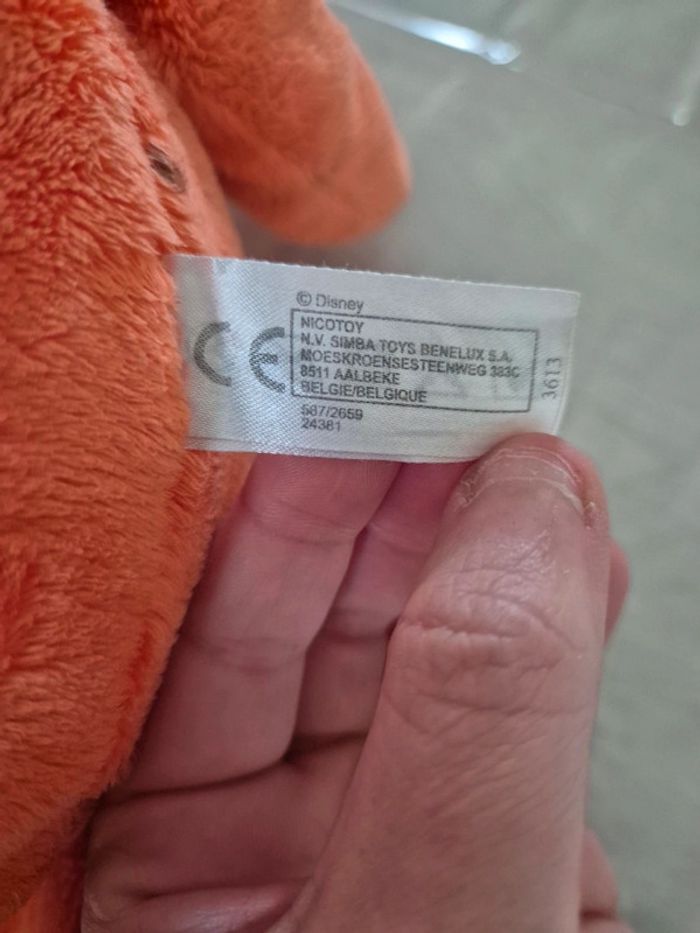 © Disney
CE
NICOTOY
N.V. SIMBA TOYS BENELUX S.A.
MOESKROENSESTEENWEG 383C
8511 AALBEKE
BELGIE/BELGIQUE
587/2659
24381
3613